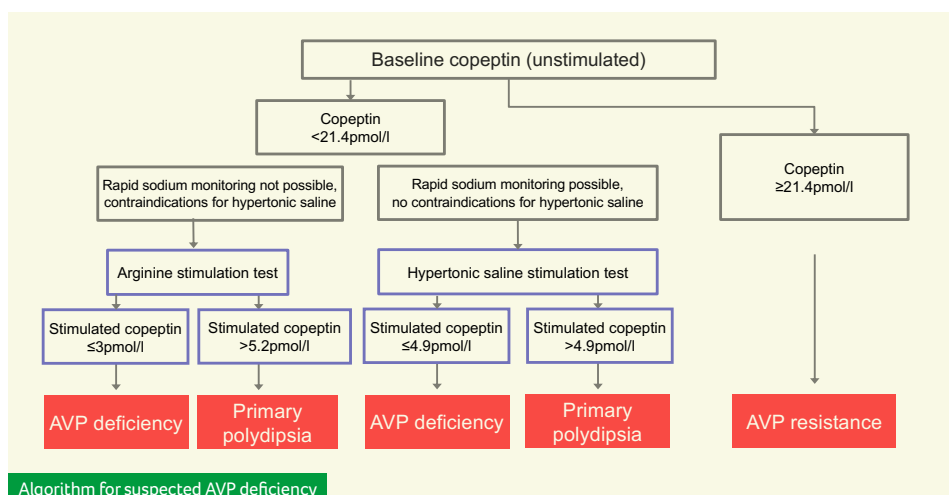 Baseline copeptin (unstimulated)
Copeptin
<21.4pmol/l
Copeptin
≥21.4pmol/l
Rapid sodium monitoring not possible,
contraindications for hypertonic saline
Rapid sodium monitoring possible,
no contraindications for hypertonic saline
Arginine stimulation test
Hypertonic saline stimulation test
Stimulated copeptin
≤3pmol/l
Stimulated copeptin
>5.2pmol/l
Stimulated copeptin
≤4.9pmol/l
Stimulated copeptin
>4.9pmol/l
AVP deficiency
Primary
polydipsia
AVP deficiency
Primary
polydipsia
AVP resistance
Algorithm for suspected AVP deficiency